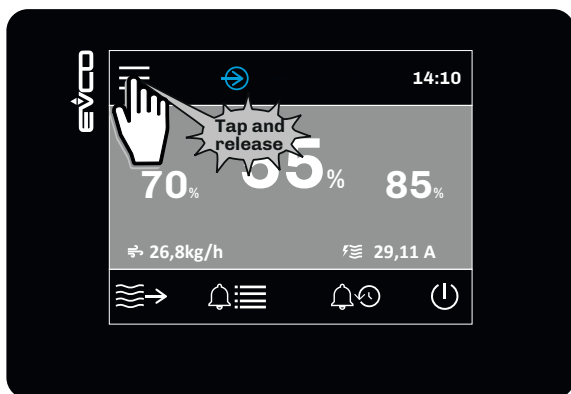 EVCO
14:10
Tap and
release
%
70%
85%
26,8kg/h
29,11 A